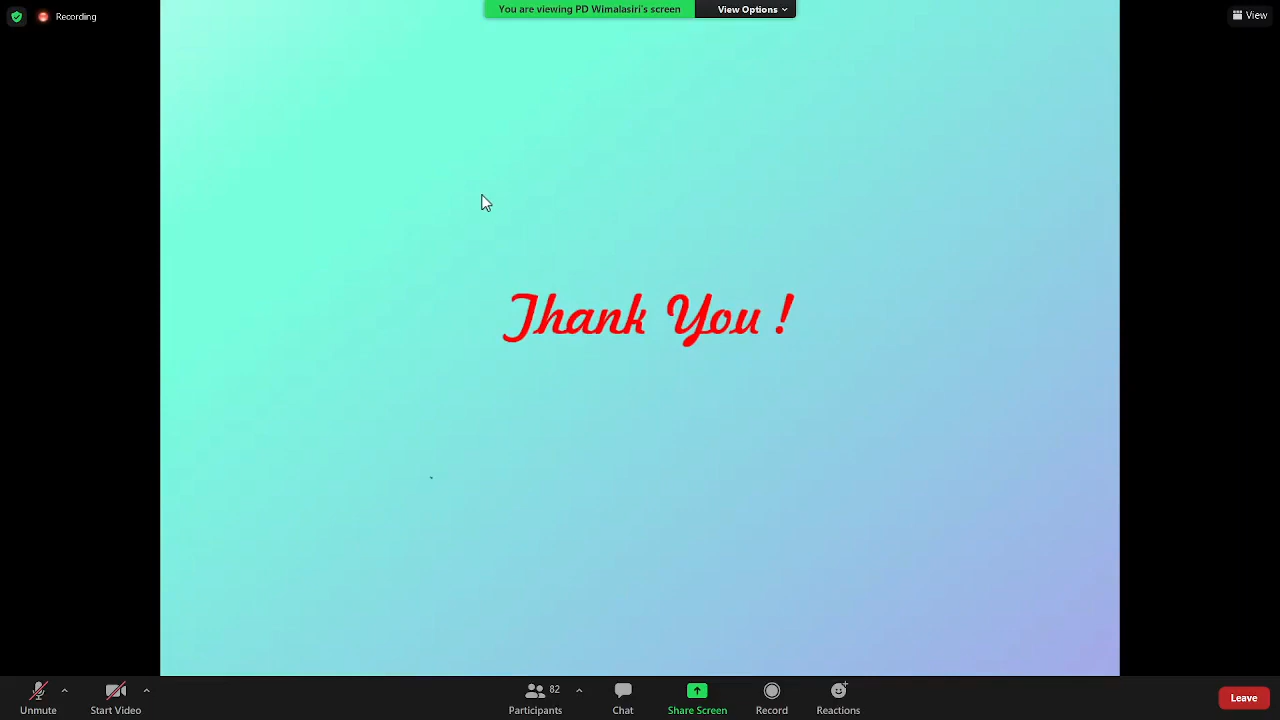 Recording
You are viewing PD Wimalasiri's screen
View Options
View
Thank You !
Unmute
Start Video
82
Participants
Chat
Share Screen
Record
Reactions
Leave